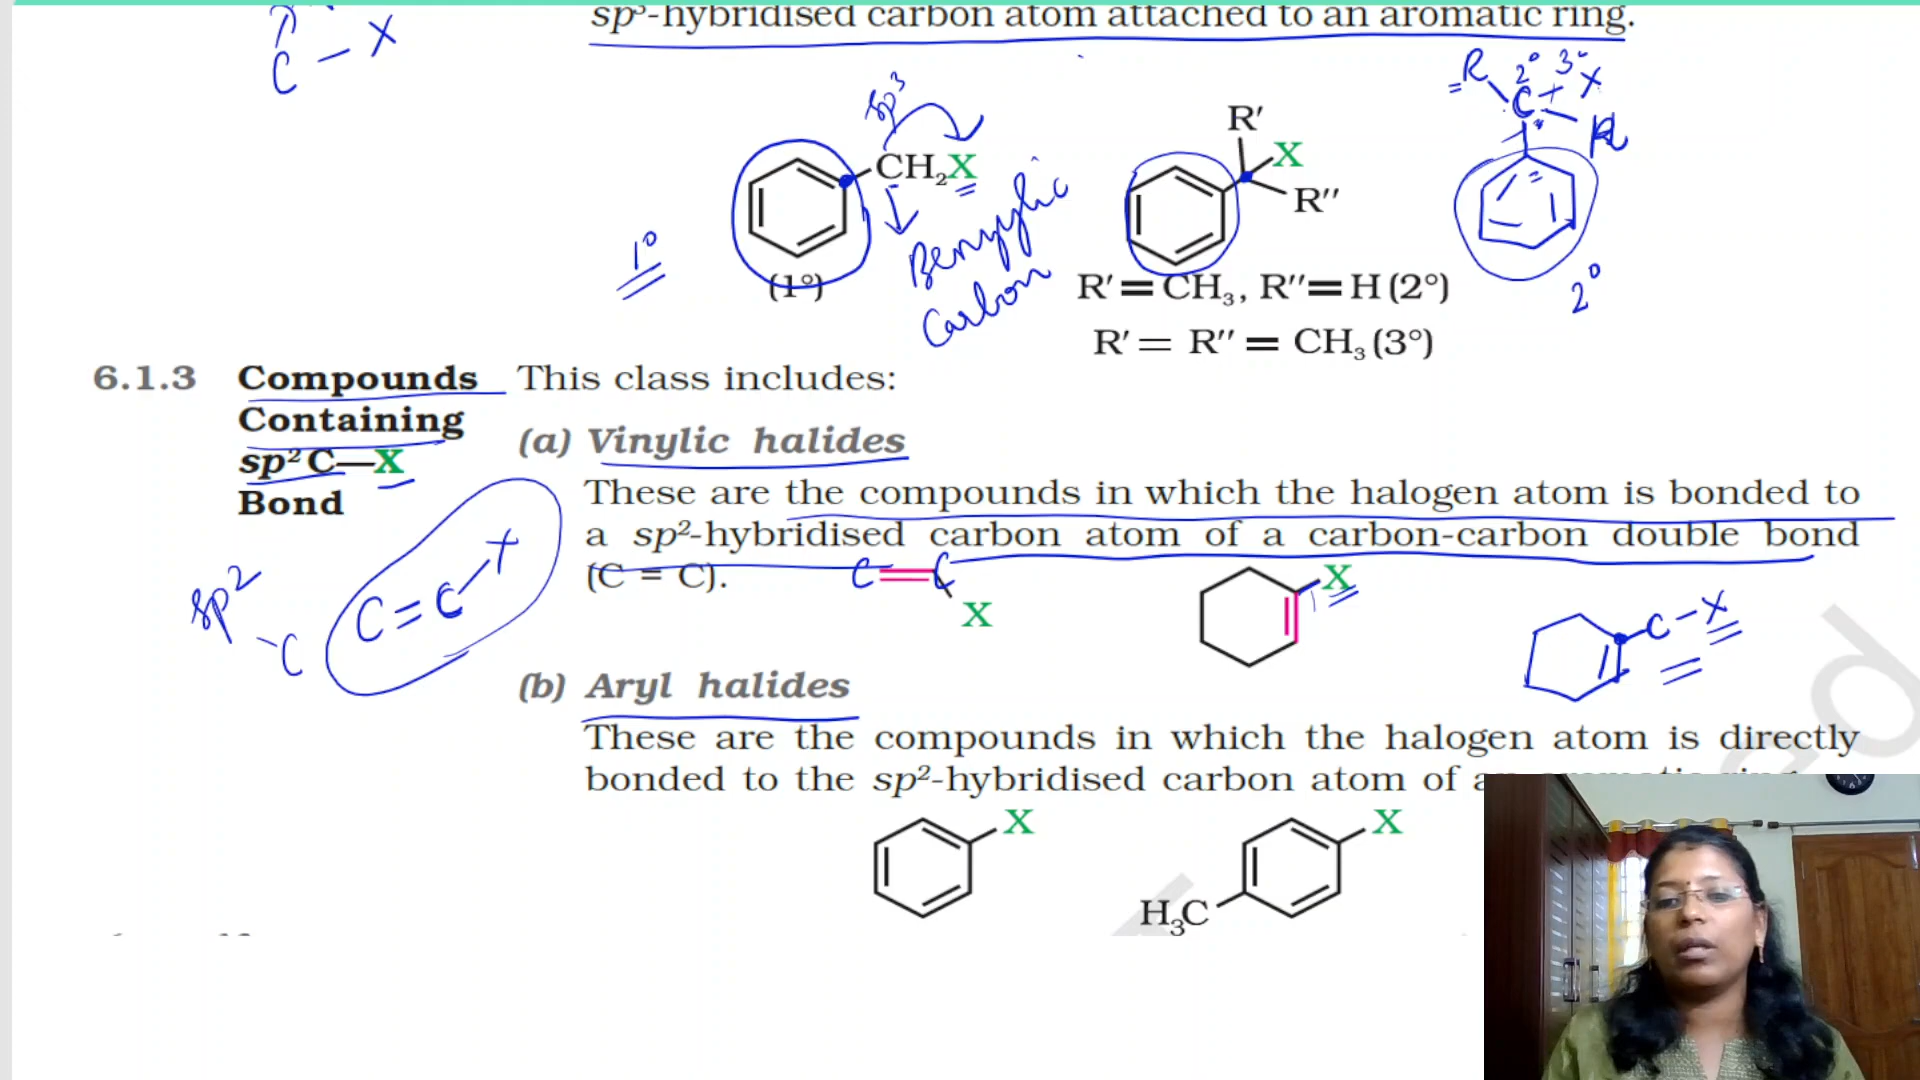 C – X
sp³-hybridised carbon atom attached to an aromatic ring.
R 2° 3° X
C
sp³
CH₂X
(1°)
1°
Benzylic
Carbon
R′
X
R″
R′=CH₃, R″=H (2°)
R′= R″ = CH₃(3°)
2°
6.1.3 Compounds Containing sp² C—X Bond
This class includes:
(a) Vinylic halides
These are the compounds in which the halogen atom is bonded to
a sp²-hybridised carbon atom of a carbon-carbon double bond
(C = C).
C=C
X
X
C–X
sp²
–C
C=C–X
(b) Aryl halides
These are the compounds in which the halogen atom is directly
bonded to the sp²-hybridised carbon atom of
X
X
H₃C